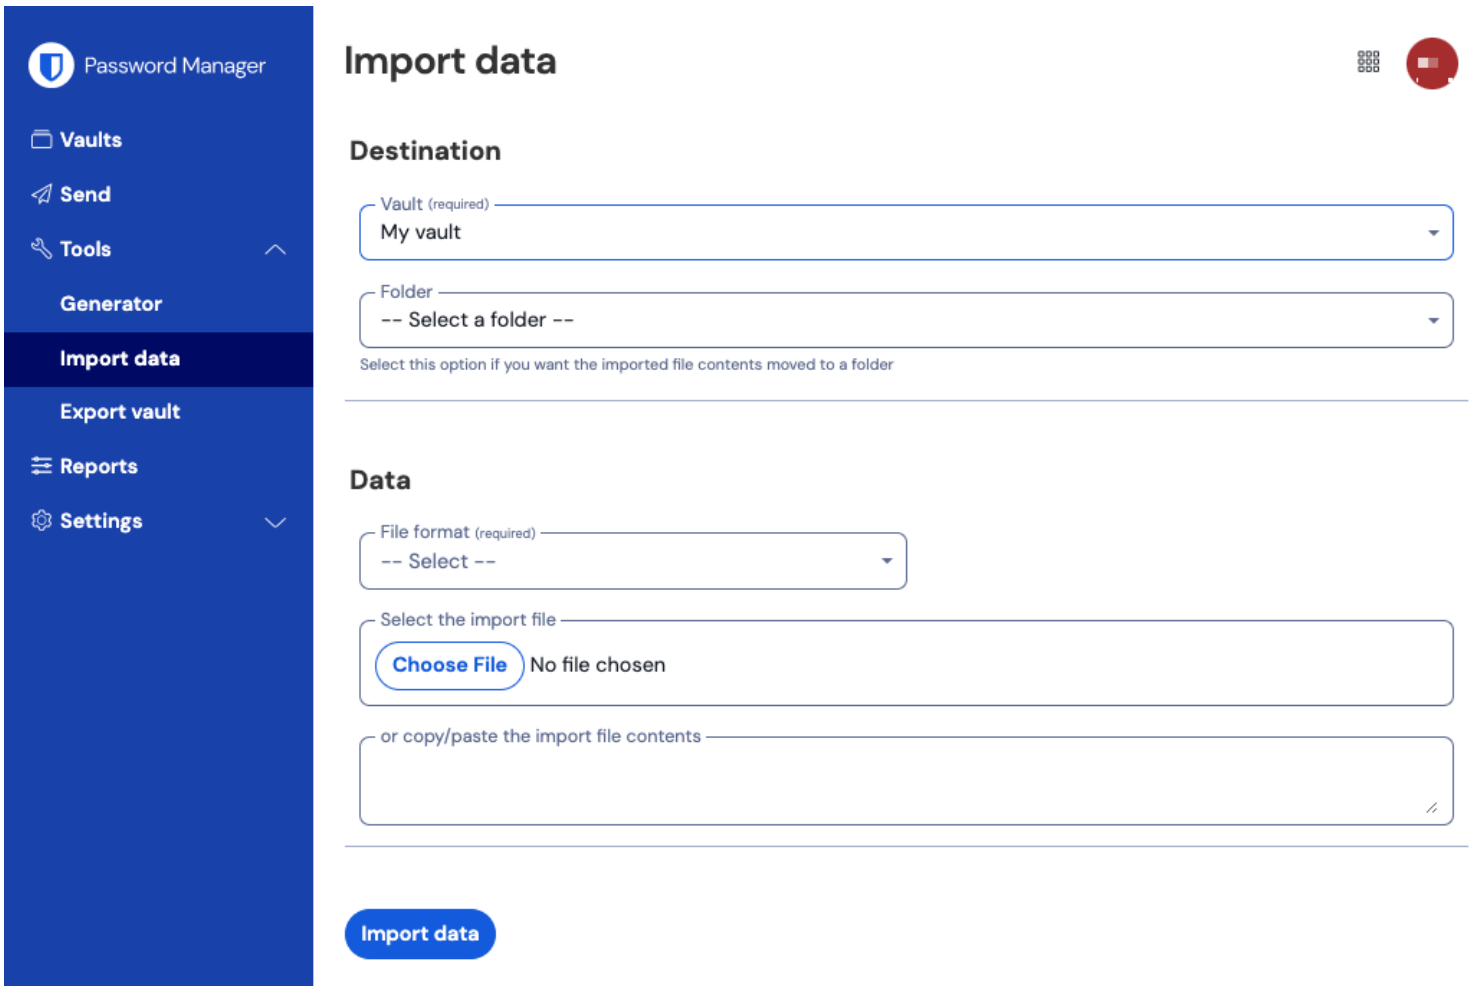 Password Manager
Vaults
Send
Tools
Generator
Import data
Export vault
Reports
Settings
Import data
Destination
Vault (required)
My vault
Folder
-- Select a folder --
Select this option if you want the imported file contents moved to a folder
Data
File format (required)
-- Select --
Select the import file
Choose File No file chosen
or copy/paste the import file contents
Import data